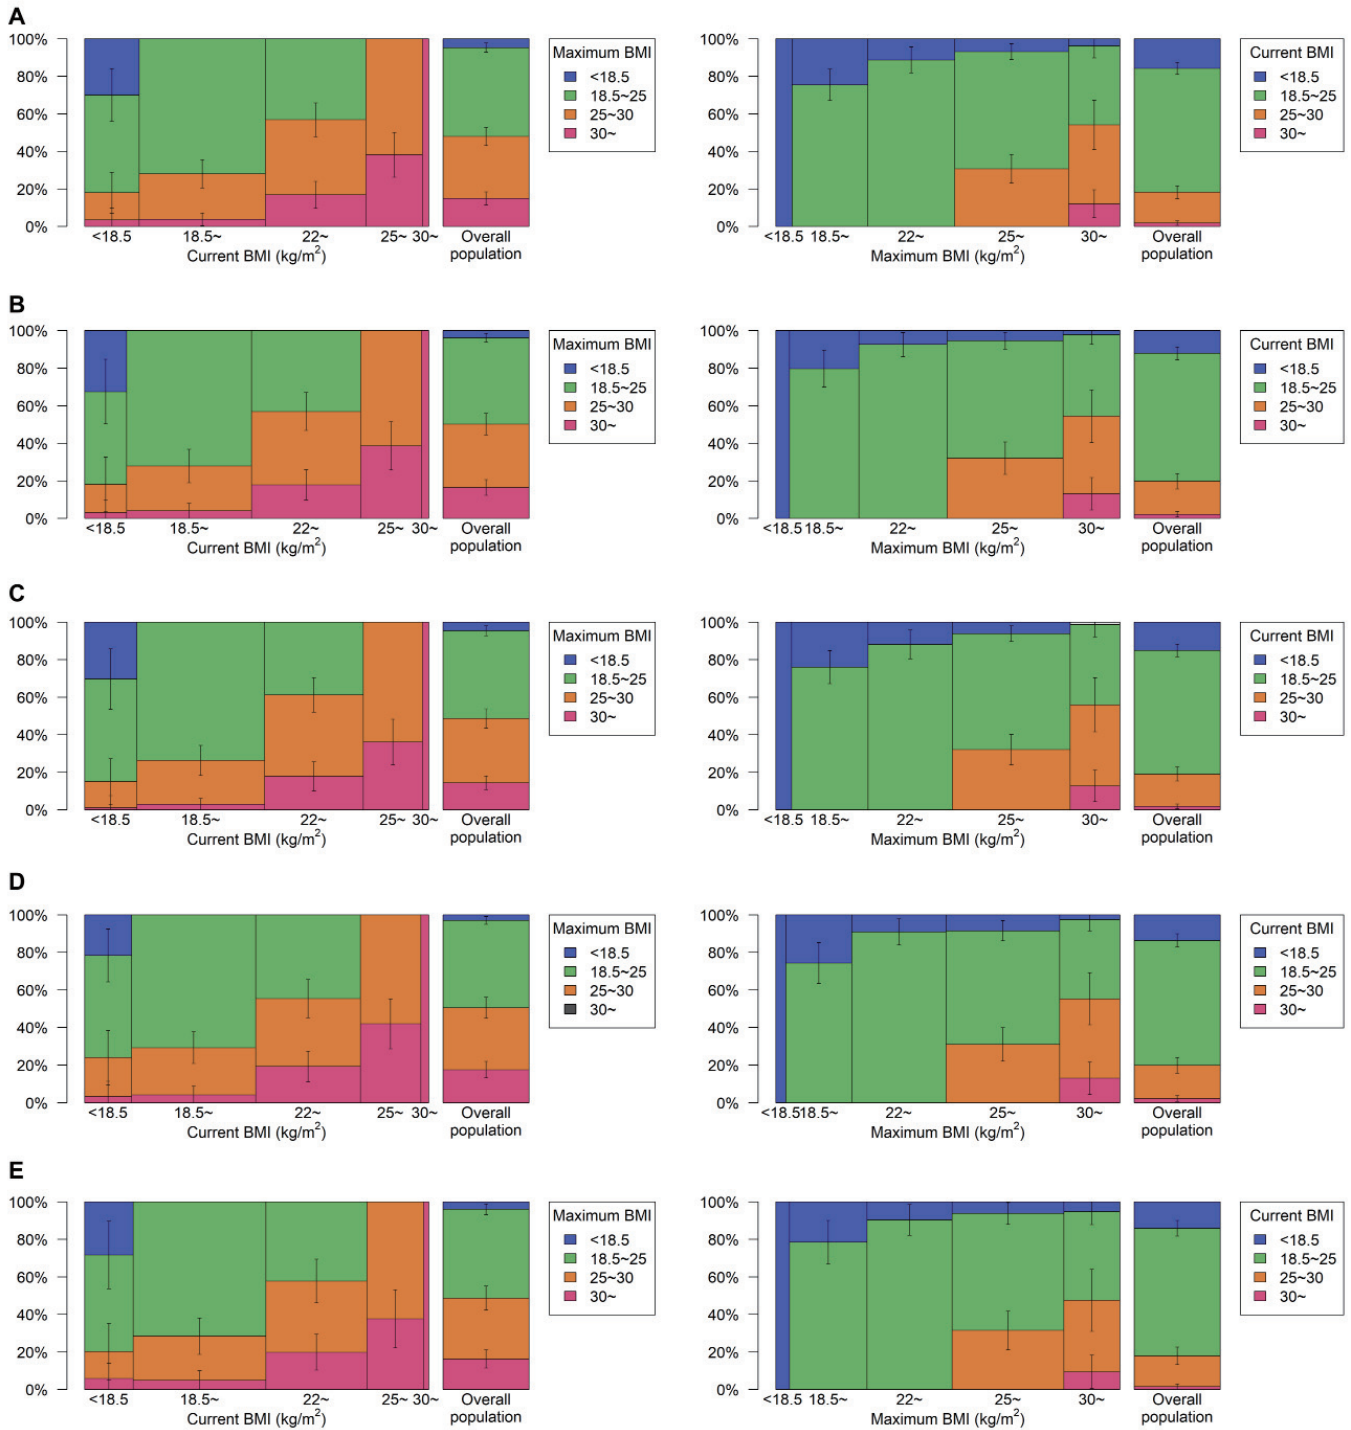 A
100%
80%
60%
40%
20%
0%
<18.5 18.5~ 22~ 25~ 30~
Current BMI (kg/m2)
Overall
population
Maximum BMI
<18.5
18.5~25
25~30
30~
100%
80%
60%
40%
20%
0%
<18.5 18.5~ 22~ 25~ 30~
Maximum BMI (kg/m2)
Overall
population
Current BMI
<18.5
18.5~25
25~30
30~
B
100%
80%
60%
40%
20%
0%
<18.5 18.5~ 22~ 25~ 30~
Current BMI (kg/m2)
Overall
population
Maximum BMI
<18.5
18.5~25
25~30
30~
100%
80%
60%
40%
20%
0%
<18.5 18.5~ 22~ 25~ 30~
Maximum BMI (kg/m2)
Overall
population
Current BMI
<18.5
18.5~25
25~30
30~
C
100%
80%
60%
40%
20%
0%
<18.5 18.5~ 22~ 25~ 30~
Current BMI (kg/m2)
Overall
population
Maximum BMI
<18.5
18.5~25
25~30
30~
100%
80%
60%
40%
20%
0%
<18.5 18.5~ 22~ 25~ 30~
Maximum BMI (kg/m2)
Overall
population
Current BMI
<18.5
18.5~25
25~30
30~
D
100%
80%
60%
40%
20%
0%
<18.5 18.5~ 22~ 25~ 30~
Current BMI (kg/m2)
Overall
population
Maximum BMI
<18.5
18.5~25
25~30
30~
100%
80%
60%
40%
20%
0%
<18.5 18.5~ 22~ 25~ 30~
Maximum BMI (kg/m2)
Overall
population
Current BMI
<18.5
18.5~25
25~30
30~
E
100%
80%
60%
40%
20%
0%
<18.5 18.5~ 22~ 25~ 30~
Current BMI (kg/m2)
Overall
population
Maximum BMI
<18.5
18.5~25
25~30
30~
100%
80%
60%
40%
20%
0%
<18.5 18.5~ 22~ 25~ 30~
Maximum BMI (kg/m2)
Overall
population
Current BMI
<18.5
18.5~25
25~30
30~